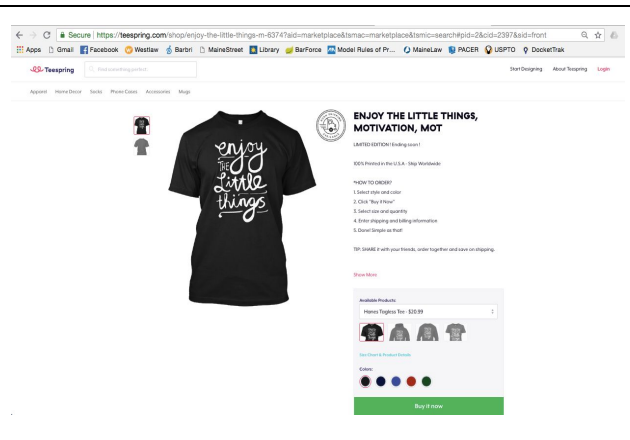 Secure https://teespring.com/shop/enjoy-the-little-things-m-6374?aid=marketplace&tsmac=marketplace&tsmic=search#pid=2&cid=2397&sid=front
Apps Gmail Facebook Westlaw Barbri MaineStreet Library BarForce Model Rules of Pr... MaineLaw PACER USPTO DocketTrak
Teespring Find something perfect Start Designing About Teespring Login
Apparel Home Decor Socks Phone Cases Accessories Mugs
enjoy
THE
Little
things
ENJOY THE LITTLE THINGS,
MOTIVATION, MOT
LIMITED EDITION! Ending soon!
100% Printed in the U.S.A - Ship Worldwide
*HOW TO ORDER?
1. Select style and color
2. Click "Buy it Now"
3. Select size and quantity
4. Enter shipping and billing information
5. Done! Simple as that!
TIP: SHARE it with your friends, order together and save on shipping.
Show More
Available Products:
Hanes Tagless Tee - $20.99
Size Chart & Product Details
Colors:
Buy it now